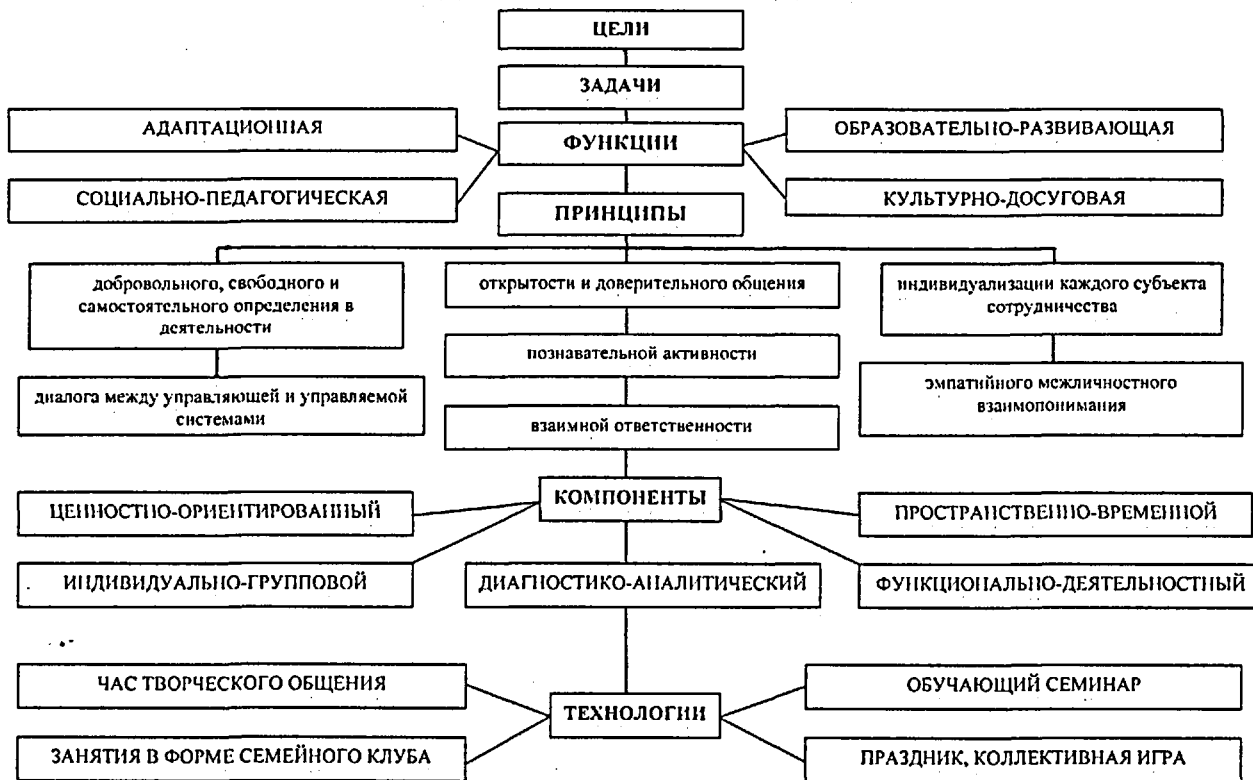 ЦЕЛИ
ЗАДАЧИ
АДАПТАЦИОННАЯ
ФУНКЦИИ
ОБРАЗОВАТЕЛЬНО-РАЗВИВАЮЩАЯ
СОЦИАЛЬНО-ПЕДАГОГИЧЕСКАЯ
КУЛЬТУРНО-ДОСУГОВАЯ
ПРИНЦИПЫ
добровольного, свободного и
самостоятельного определения в
деятельности
открытости и доверительного общения
индивидуализации каждого субъекта
сотрудничества
познавательной активности
диалога между управляющей и управляемой
системами
эмпатийного межличностного
взаимопонимания
взаимной ответственности
КОМПОНЕНТЫ
ЦЕННОСТНО-ОРИЕНТИРОВАННЫЙ
ПРОСТРАНСТВЕННО-ВРЕМЕННОЙ
ИНДИВИДУАЛЬНО-ГРУППОВОЙ
ДИАГНОСТИКО-АНАЛИТИЧЕСКИЙ
ФУНКЦИОНАЛЬНО-ДЕЯТЕЛЬНОСТНЫЙ
ЧАС ТВОРЧЕСКОГО ОБЩЕНИЯ
ОБУЧАЮЩИЙ СЕМИНАР
ТЕХНОЛОГИИ
ЗАНЯТИЯ В ФОРМЕ СЕМЕЙНОГО КЛУБА
ПРАЗДНИК, КОЛЛЕКТИВНАЯ ИГРА